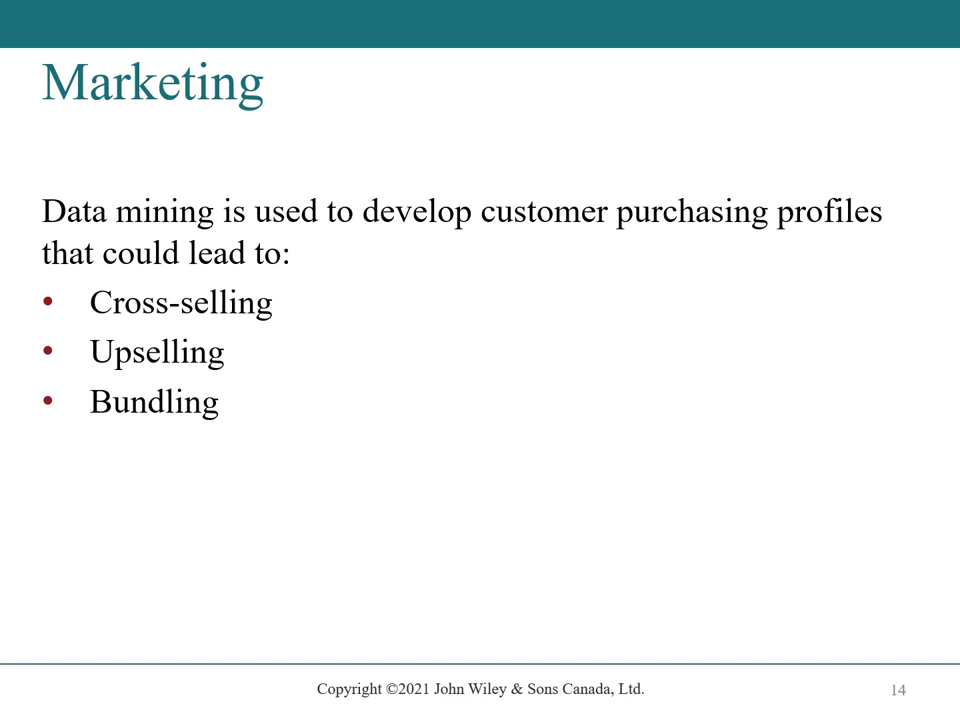 Marketing
Data mining is used to develop customer purchasing profiles
that could lead to:
• Cross-selling
• Upselling
• Bundling
Copyright ©2021 John Wiley & Sons Canada, Ltd.
14